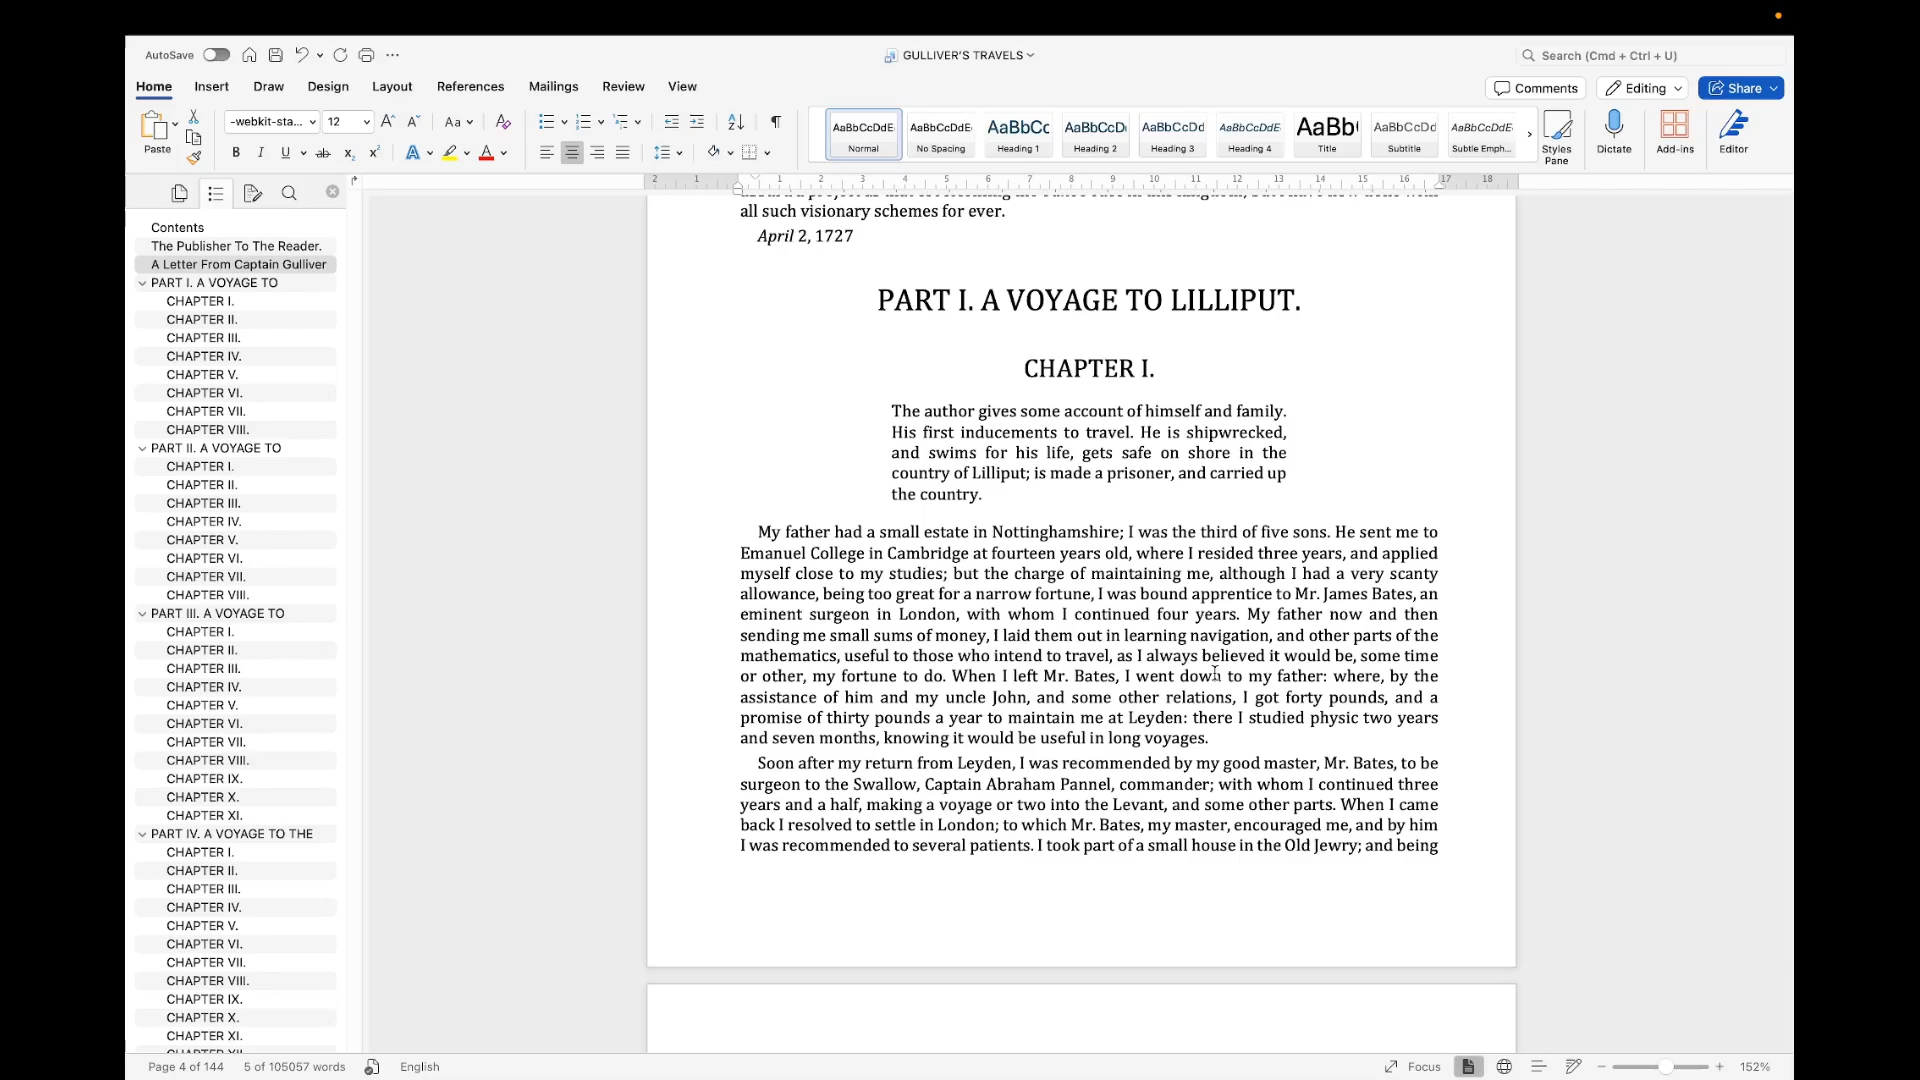 AutoSave
GULLIVER'S TRAVELS
Search (Cmd + Ctrl + U)
Home Insert Draw Design Layout References Mailings Review View
Comments Editing Share
Paste
-webkit-sta... 12
Aa
AaBbCcDdE Normal
AaBbCcDdE No Spacing
AaBbCc Heading 1
AaBbCcD Heading 2
AaBbCcDd Heading 3
AaBbCcDdE Heading 4
AaBb Title
AaBbCcDd Subtitle
AaBbCcDdE Subtle Emph...
Styles Pane
Dictate
Add-ins
Editor
2 1 1 2 3 4 5 6 7 8 9 10 11 12 13 14 15 16 17 18
Contents
The Publisher To The Reader.
A Letter From Captain Gulliver
PART I. A VOYAGE TO
CHAPTER I.
CHAPTER II.
CHAPTER III.
CHAPTER IV.
CHAPTER V.
CHAPTER VI.
CHAPTER VII.
CHAPTER VIII.
PART II. A VOYAGE TO
CHAPTER I.
CHAPTER II.
CHAPTER III.
CHAPTER IV.
CHAPTER V.
CHAPTER VI.
CHAPTER VII.
CHAPTER VIII.
PART III. A VOYAGE TO
CHAPTER I.
CHAPTER II.
CHAPTER III.
CHAPTER IV.
CHAPTER V.
CHAPTER VI.
CHAPTER VII.
CHAPTER VIII.
CHAPTER IX.
CHAPTER X.
CHAPTER XI.
PART IV. A VOYAGE TO THE
CHAPTER I.
CHAPTER II.
CHAPTER III.
CHAPTER IV.
CHAPTER V.
CHAPTER VI.
CHAPTER VII.
CHAPTER VIII.
CHAPTER IX.
CHAPTER X.
CHAPTER XI.
all such visionary schemes for ever.
April 2, 1727
PART I. A VOYAGE TO LILLIPUT.
CHAPTER I.
The author gives some account of himself and family.
His first inducements to travel. He is shipwrecked,
and swims for his life, gets safe on shore in the
country of Lilliput; is made a prisoner, and carried up
the country.
My father had a small estate in Nottinghamshire; I was the third of five sons. He sent me to
Emanuel College in Cambridge at fourteen years old, where I resided three years, and applied
myself close to my studies; but the charge of maintaining me, although I had a very scanty
allowance, being too great for a narrow fortune, I was bound apprentice to Mr. James Bates, an
eminent surgeon in London, with whom I continued four years. My father now and then
sending me small sums of money, I laid them out in learning navigation, and other parts of the
mathematics, useful to those who intend to travel, as I always believed it would be, some time
or other, my fortune to do. When I left Mr. Bates, I went down to my father: where, by the
assistance of him and my uncle John, and some other relations, I got forty pounds, and a
promise of thirty pounds a year to maintain me at Leyden: there I studied physic two years
and seven months, knowing it would be useful in long voyages.
Soon after my return from Leyden, I was recommended by my good master, Mr. Bates, to be
surgeon to the Swallow, Captain Abraham Pannel, commander; with whom I continued three
years and a half, making a voyage or two into the Levant, and some other parts. When I came
back I resolved to settle in London; to which Mr. Bates, my master, encouraged me, and by him
I was recommended to several patients. I took part of a small house in the Old Jewry; and being
Page 4 of 144 5 of 105057 words English
Focus 152%